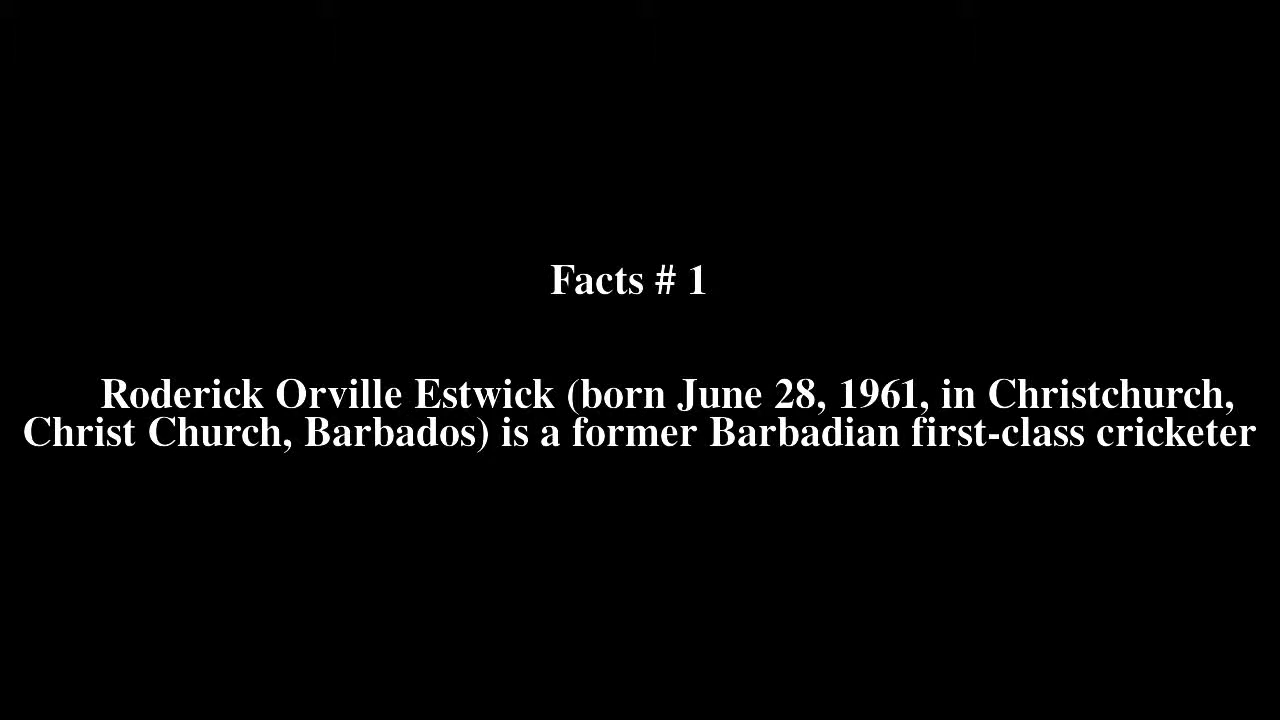 Facts # 1
Roderick Orville Estwick (born June 28, 1961, in Christchurch,
Christ Church, Barbados) is a former Barbadian first-class cricketer